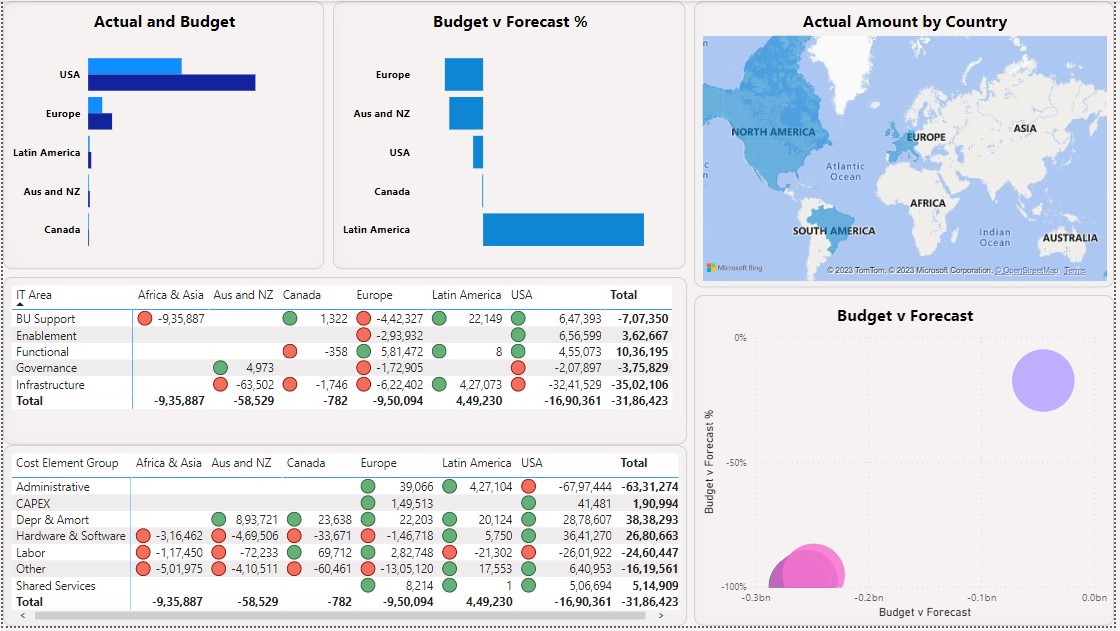 Actual and Budget
USA
Europe
Latin America
Aus and NZ
Canada
Budget v Forecast %
Europe
Aus and NZ
USA
Canada
Latin America
Actual Amount by Country
NORTH AMERICA
EUROPE
ASIA
Atlantic
Ocean
AFRICA
SOUTH AMERICA
Indian
Ocean
AUSTRALIA
Microsoft Bing
© 2023 TomTom, © 2023 Microsoft Corporation, © OpenStreetMap Terms
IT Area Africa & Asia Aus and NZ Canada Europe Latin America USA Total
BU Support -9,35,887 1,322 -4,42,327 22,149 6,47,393 -7,07,350
Enablement -2,93,932 6,56,599 3,62,667
Functional -358 5,81,472 8 4,55,073 10,36,195
Governance 4,973 -1,72,905 -2,07,897 -3,75,829
Infrastructure -63,502 -1,746 -6,22,402 4,27,073 -32,41,529 -35,02,106
Total -9,35,887 -58,529 -782 -9,50,094 4,49,230 -16,90,361 -31,86,423
Cost Element Group Africa & Asia Aus and NZ Canada Europe Latin America USA Total
Administrative 39,066 4,27,104 -67,97,444 -63,31,274
CAPEX 1,49,513 41,481 1,90,994
Depr & Amort 8,93,721 23,638 22,203 20,124 28,78,607 38,38,293
Hardware & Software -3,16,462 -4,69,506 -33,671 -1,46,718 5,750 36,41,270 26,80,663
Labor -1,17,450 -72,233 69,712 2,82,748 -21,302 -26,01,922 -24,60,447
Other -5,01,975 -4,10,511 -60,461 -13,05,120 17,553 6,40,953 -16,19,561
Shared Services 8,214 1 5,06,694 5,14,909
Total -9,35,887 -58,529 -782 -9,50,094 4,49,230 -16,90,361 -31,86,423
Budget v Forecast
0%
-50%
-100%
Budget v Forecast %
-0.3bn -0.2bn -0.1bn 0.0bn
Budget v Forecast